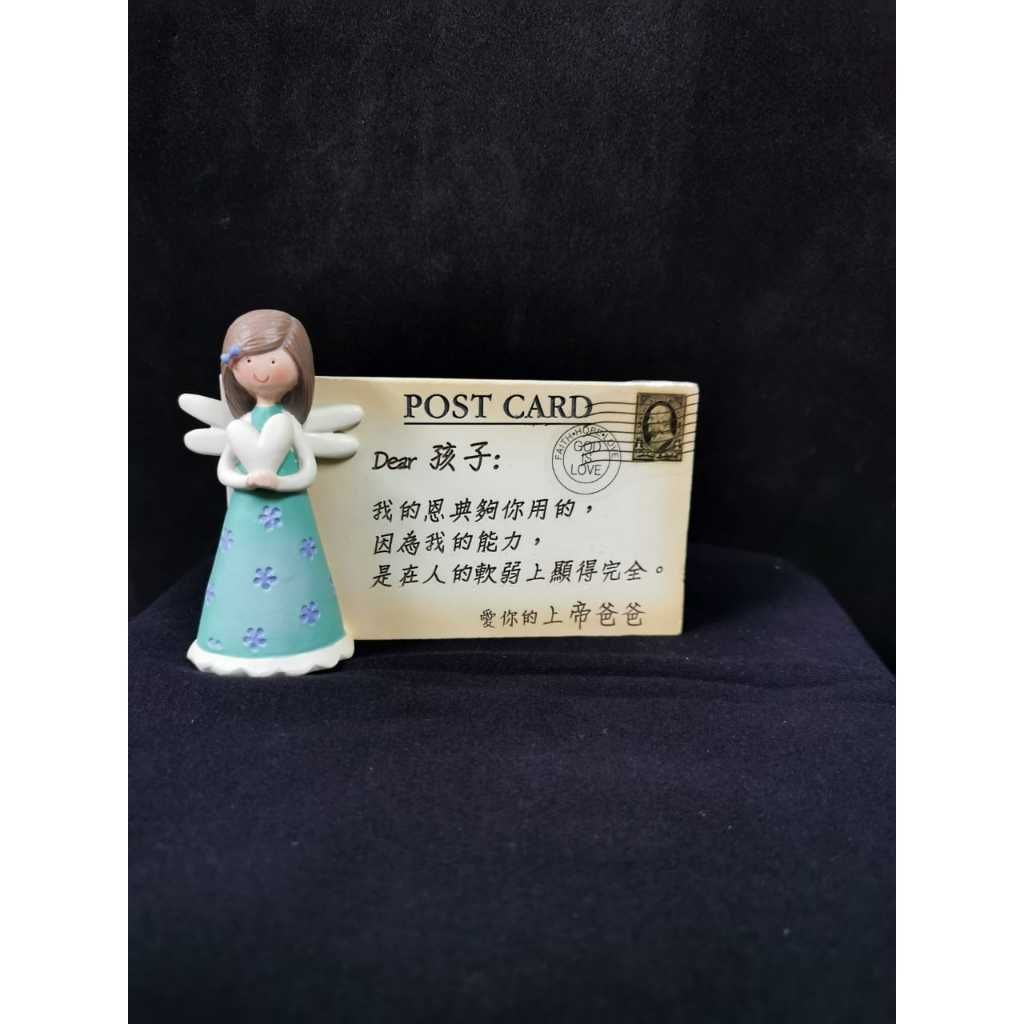 POST CARD
FAITH•HOPE•LOVE
GOD
IS
LOVE
Dear 孩子:
我的恩典夠你用的，
因為我的能力，
是在人的軟弱上顯得完全。
愛你的上帝爸爸